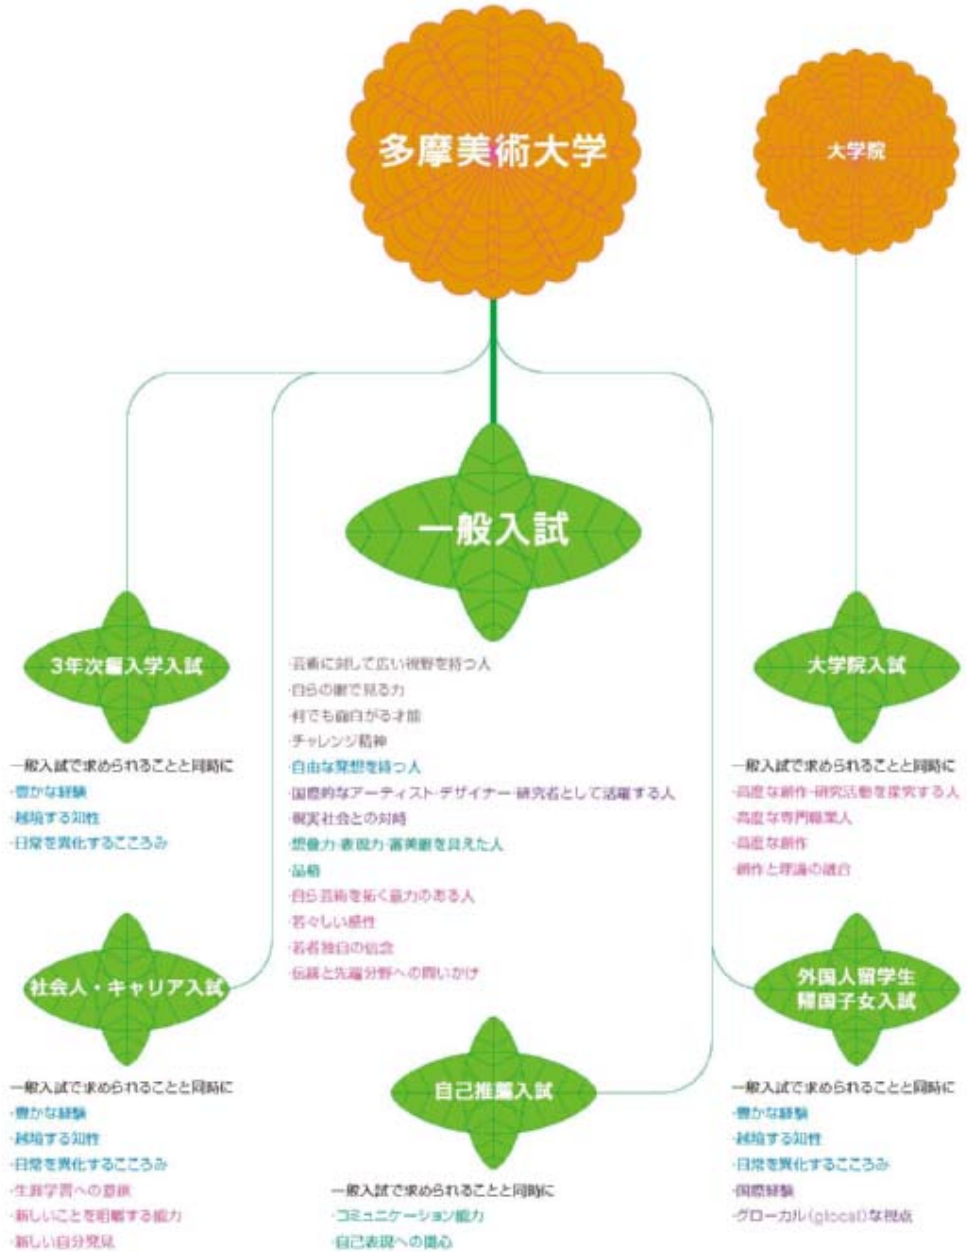 多摩美術大学
大学院
一般入試
3年次編入学入試
大学院入試
・芸術に対して広い視野を持つ人
・自らの眼で見る力
・何でも面白がる才能
・チャレンジ精神
・自由な発想を持つ人
・国際的なアーティスト・デザイナー・研究者として活躍する人
・現実社会との対峙
・想像力・表現力・審美眼を具えた人
・品格
・自ら芸術を拓く意力のある人
・若々しい感性
・若者独自の信念
・伝統と先端分野への問いかけ
一般入試で求められることと同時に
・豊かな経験
・越境する知性
・日常を異化するこころみ
一般入試で求められることと同時に
・高度な創作・研究活動を探究する人
・高度な専門職業人
・高度な創作
・創作と理論の融合
社会人・キャリア入試
外国人留学生
帰国子女入試
自己推薦入試
一般入試で求められることと同時に
・豊かな経験
・越境する知性
・日常を異化するこころみ
・生涯学習への意欲
・新しいことを咀嚼する能力
・新しい自分発見
一般入試で求められることと同時に
・コミュニケーション能力
・自己表現への関心
一般入試で求められることと同時に
・豊かな経験
・越境する知性
・日常を異化するこころみ
・国際経験
・グローカル(glocal)な視点